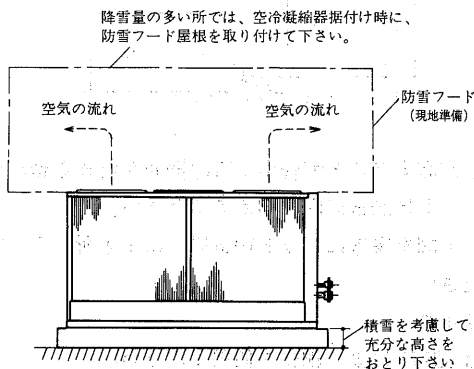 降雪量の多い所では、空冷凝縮器据付け時に、
防雪フード屋根を取り付けて下さい。
空気の流れ
空気の流れ
防雪フード
(現地準備)
積雪を考慮して
充分な高さを
おとり下さい